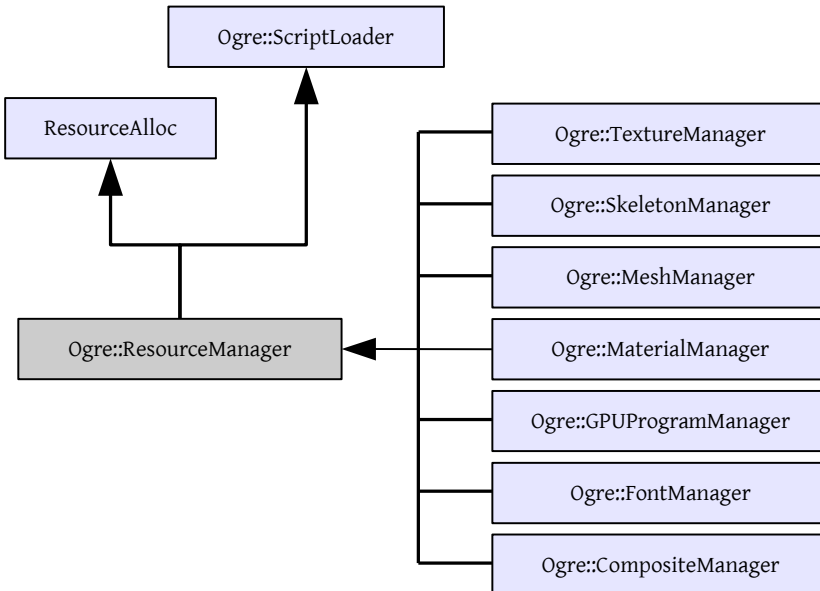 Ogre::ScriptLoader
ResourceAlloc
Ogre::TextureManager
Ogre::SkeletonManager
Ogre::MeshManager
Ogre::ResourceManager
Ogre::MaterialManager
Ogre::GPUProgramManager
Ogre::FontManager
Ogre::CompositeManager